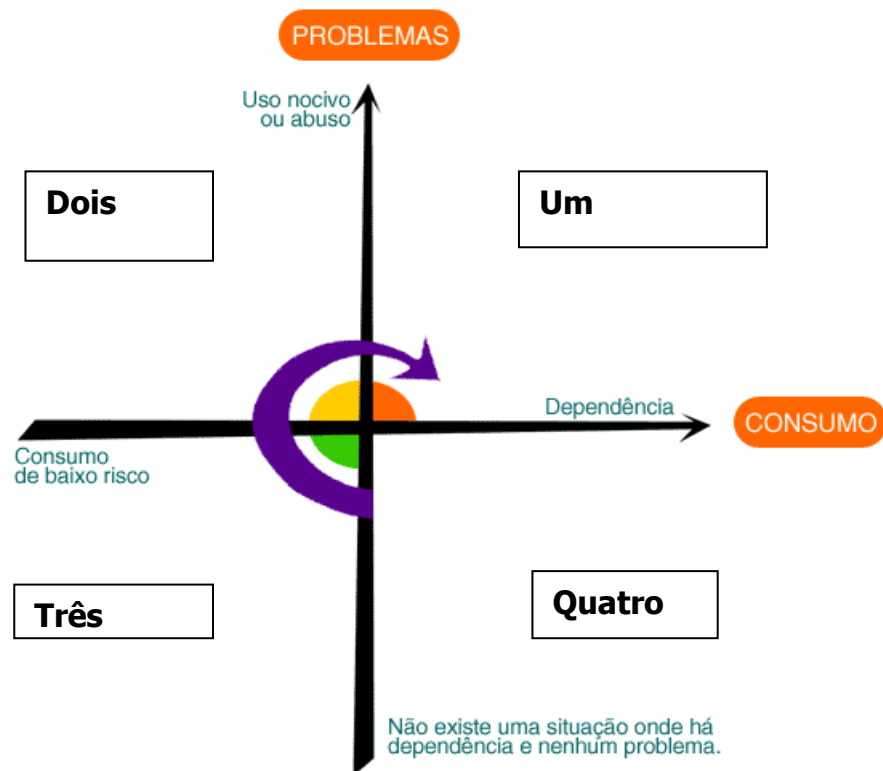 PROBLEMAS
Uso nocivo
ou abuso
Dois
Um
Dependência
CONSUMO
Consumo
de baixo risco
Três
Quatro
Não existe uma situação onde há
dependência e nenhum problema.